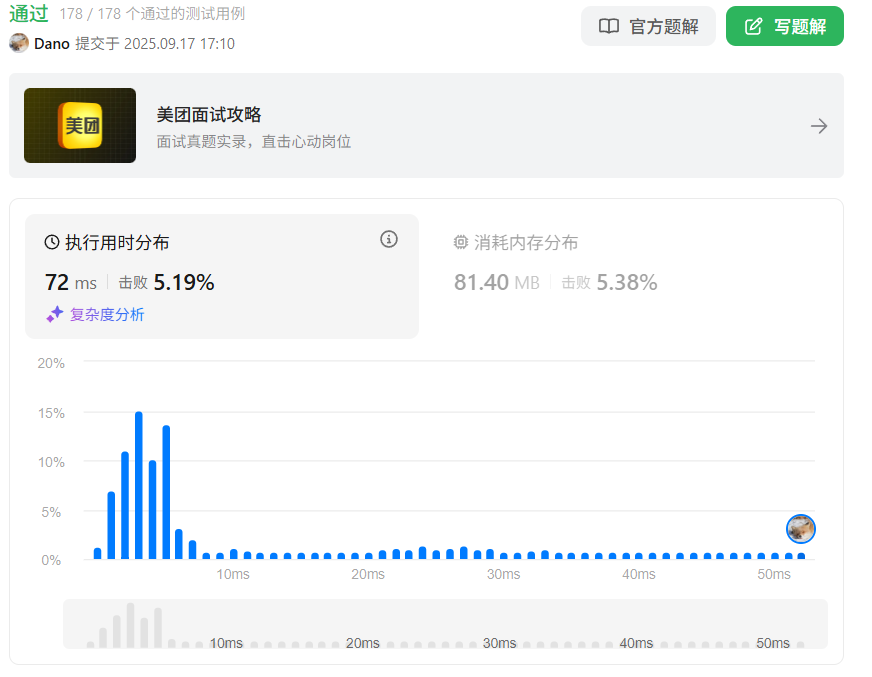 通过 178 / 178 个通过的测试用例
官方题解
写题解
Dano 提交于 2025.09.17 17:10
美团
美团面试攻略
面试真题实录，直击心动岗位
执行用时分布
72 ms 击败 5.19%
复杂度分析
消耗内存分布
81.40 MB 击败 5.38%
20%
15%
10%
5%
0%
10ms 20ms 30ms 40ms 50ms
10ms 20ms 30ms 40ms 50ms